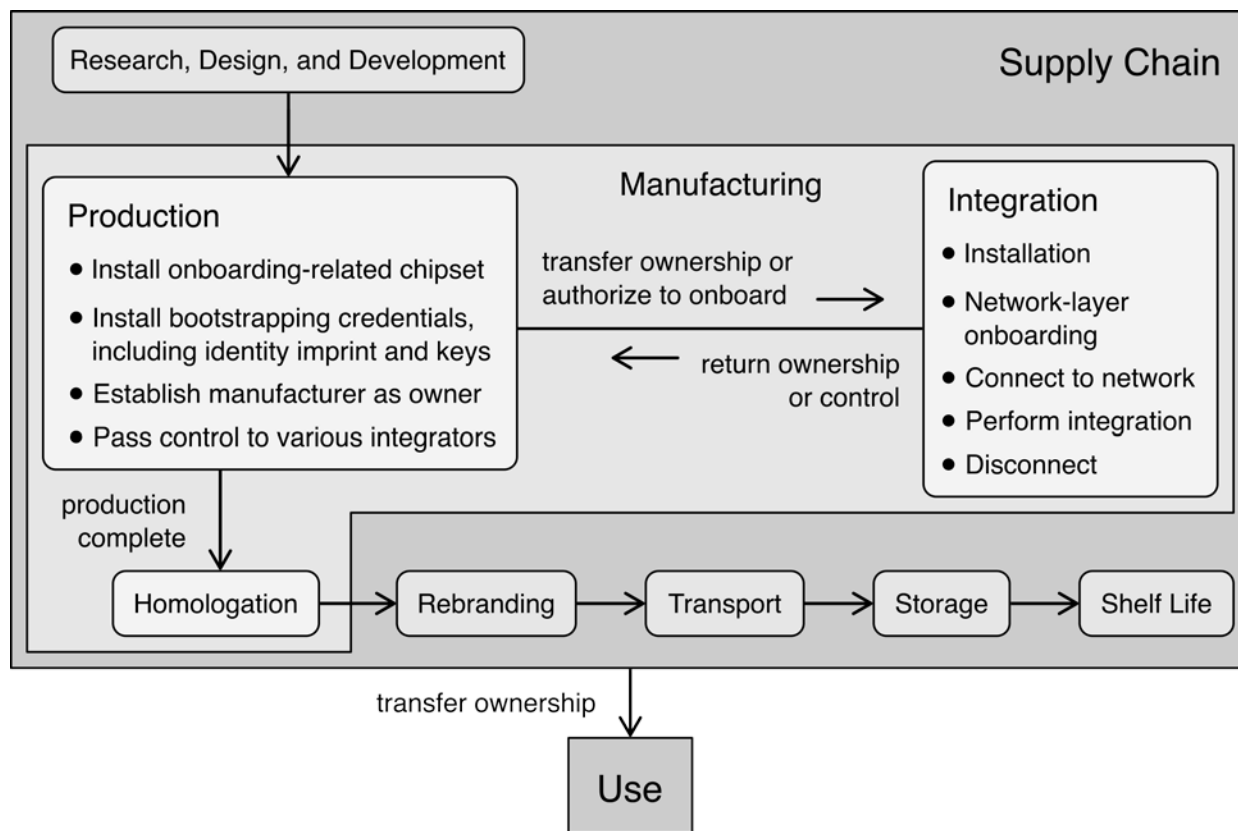 Research, Design, and Development
Supply Chain
Manufacturing
Production
● Install onboarding-related chipset
● Install bootstrapping credentials,
including identity imprint and keys
● Establish manufacturer as owner
● Pass control to various integrators
transfer ownership or
authorize to onboard
return ownership
or control
Integration
● Installation
● Network-layer
onboarding
● Connect to network
● Perform integration
● Disconnect
production
complete
Homologation
Rebranding
Transport
Storage
Shelf Life
transfer ownership
Use